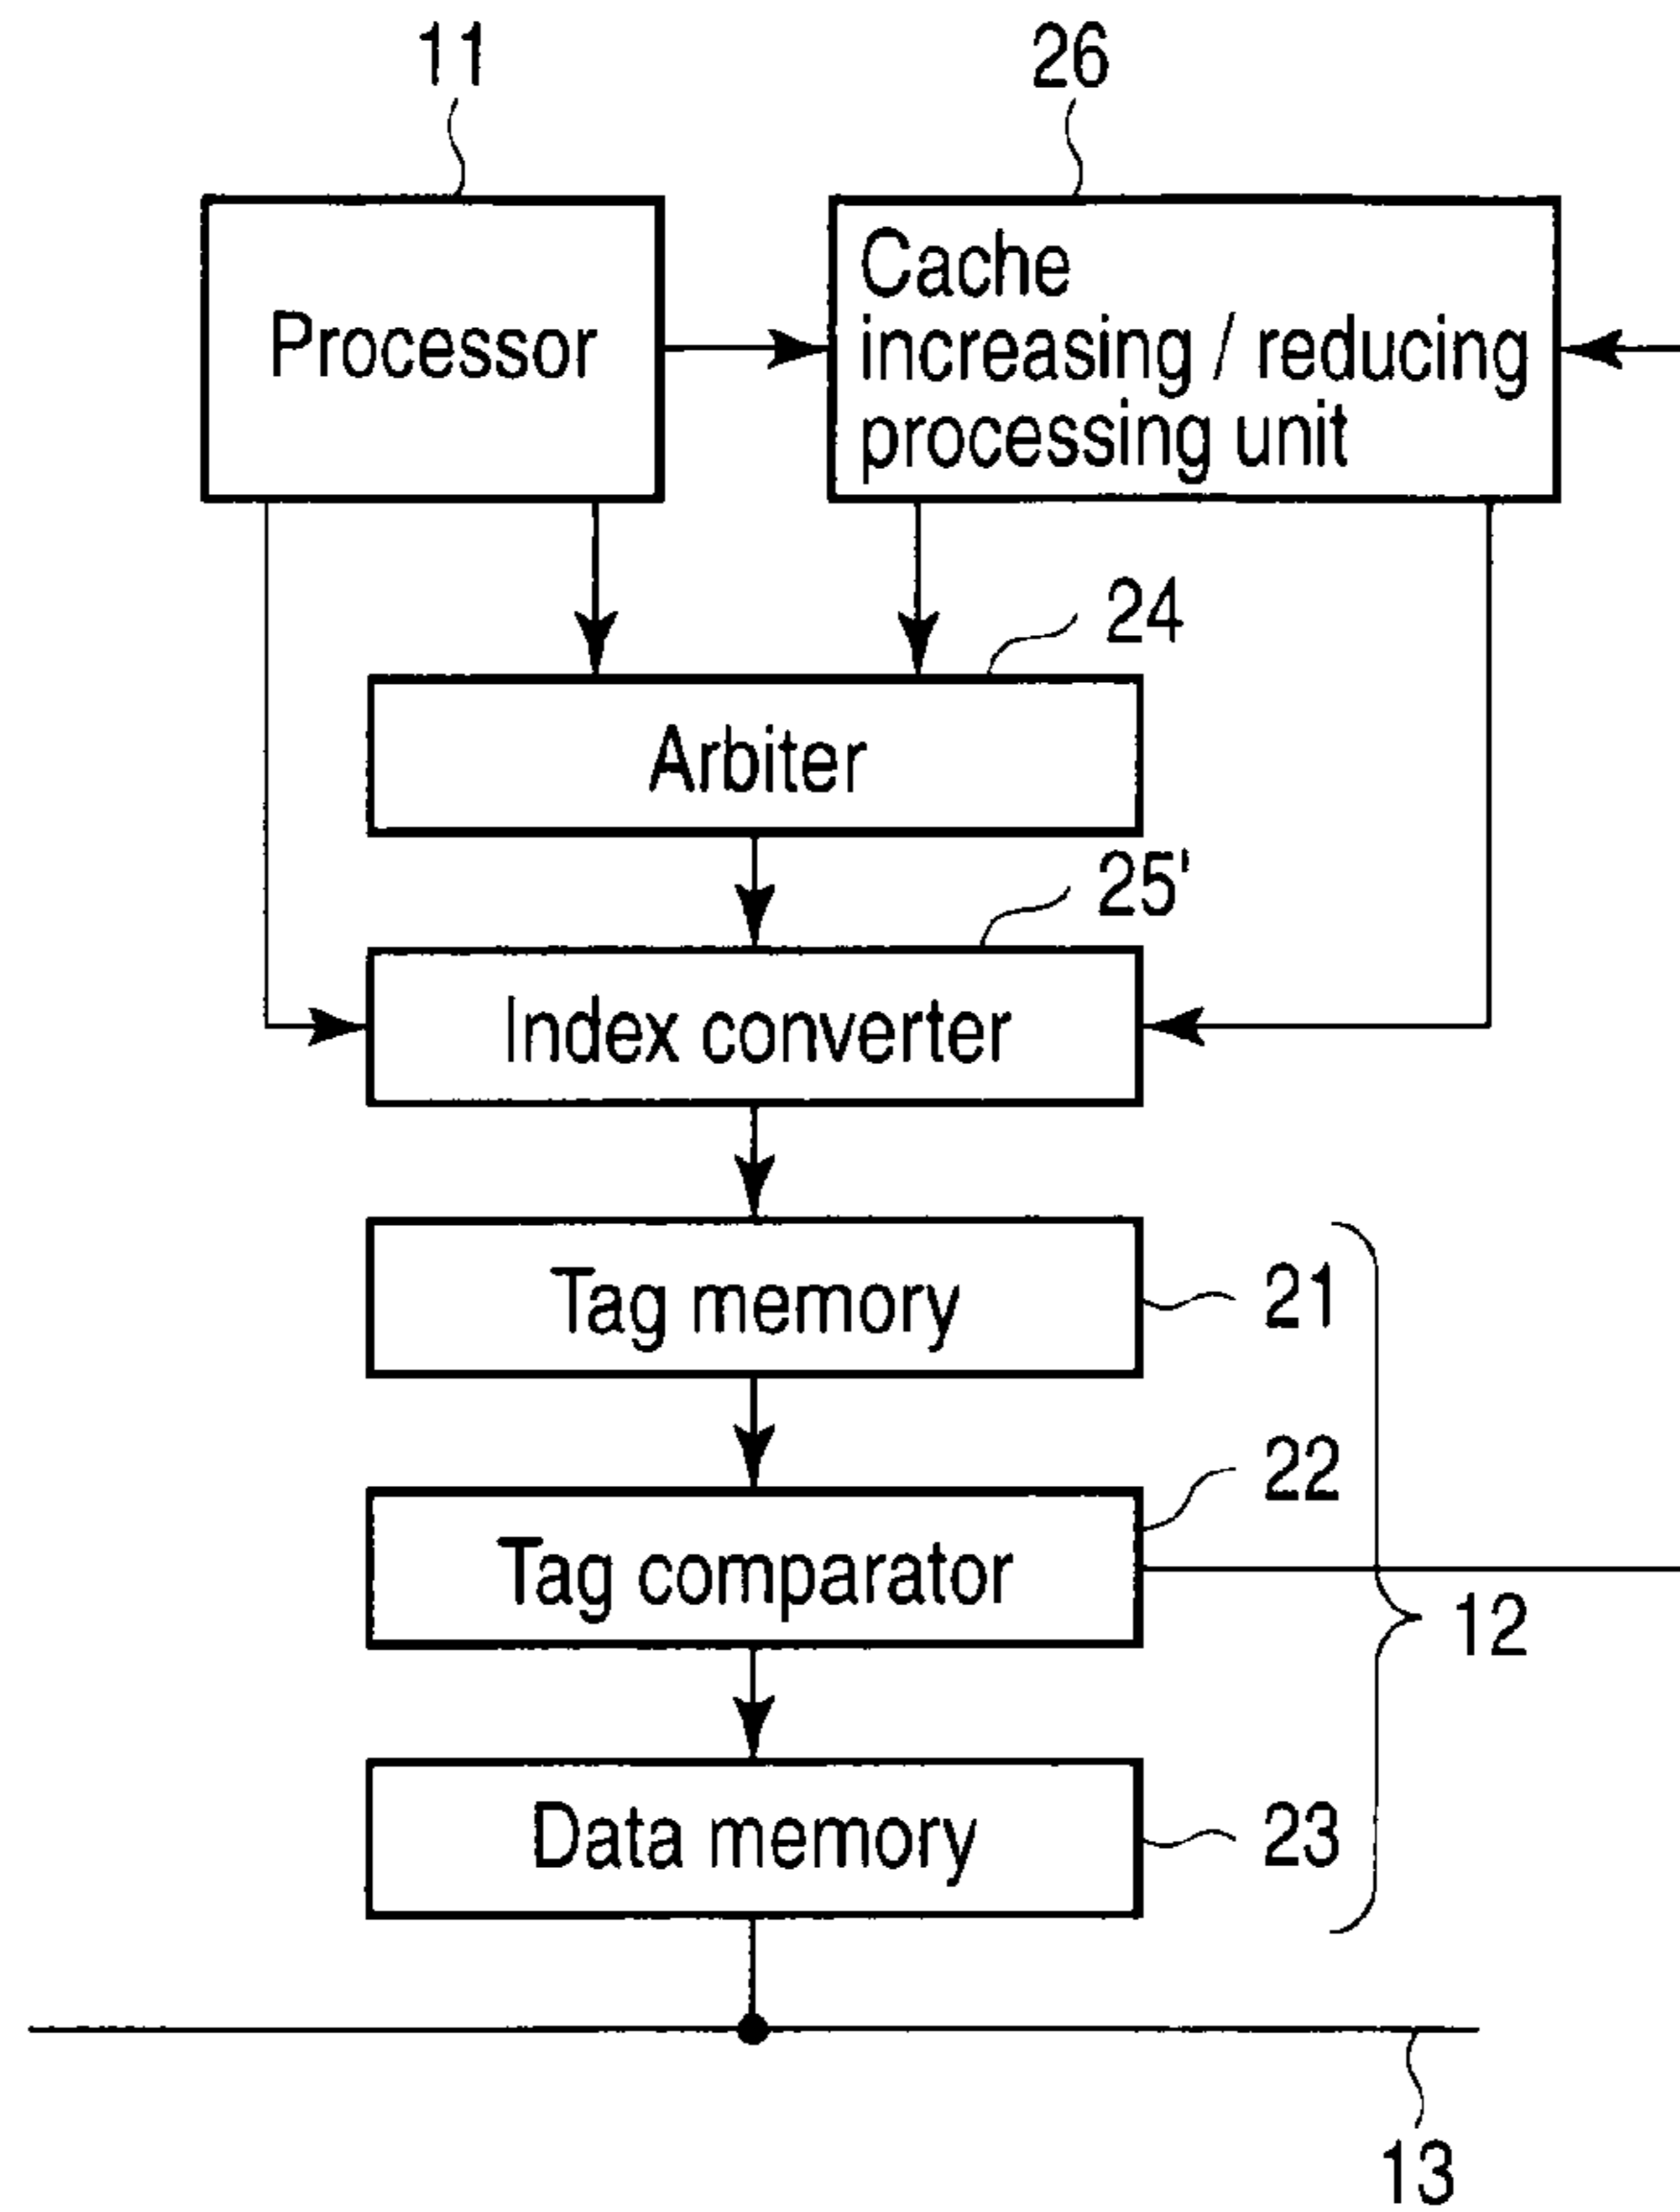 11
26
Processor
Cache
increasing / reducing
processing unit
24
Arbiter
25'
Index converter
Tag memory
21
22
Tag comparator
12
Data memory
23
13